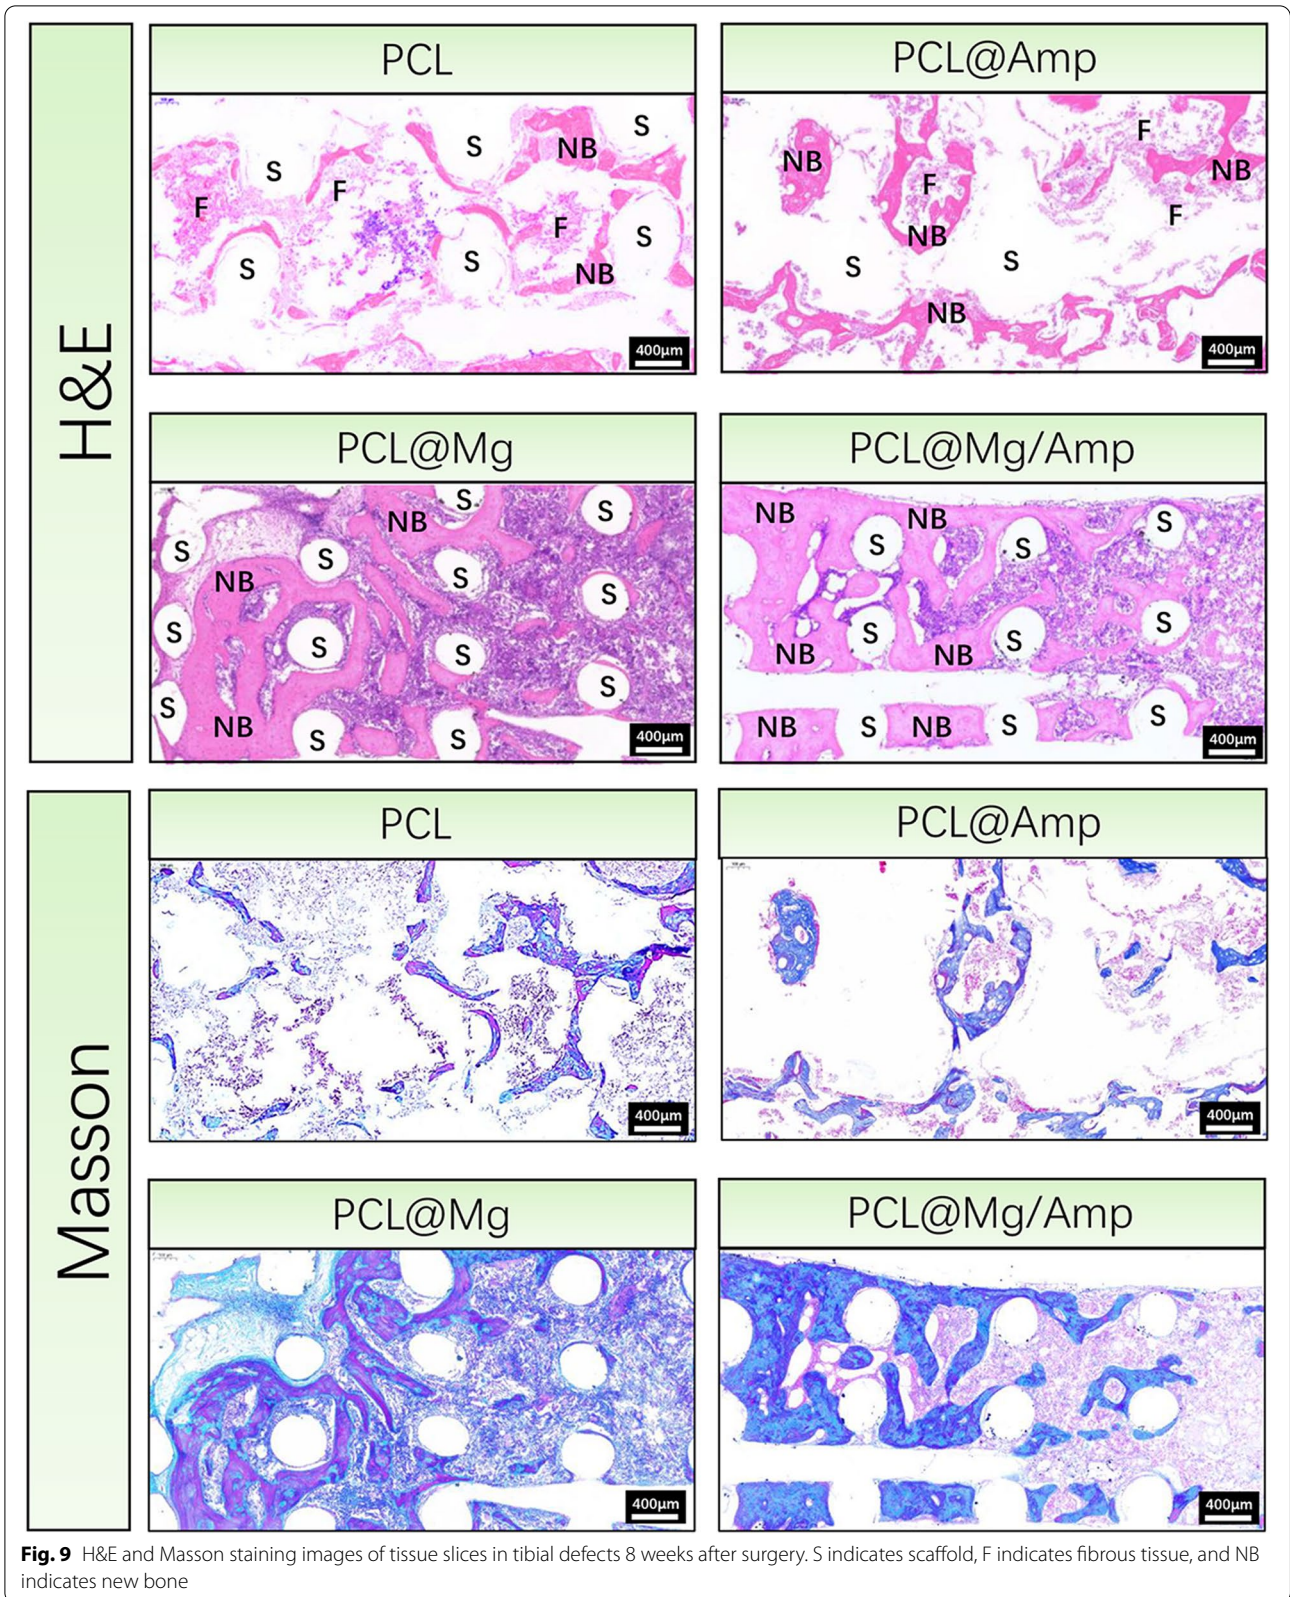 H&E
PCL
PCL@Amp
S
S
S
NB
F
F
F
S
S
S
NB
400μm
NB
F
F
NB
F
NB
S
S
NB
400μm
PCL@Mg
PCL@Mg/Amp
S
S
NB
S
S
S
NB
S
S
S
S
S
S
NB
S
S
S
400μm
NB
NB
S
S
S
S
S
S
NB
NB
NB
S
NB
S
S
400μm
Masson
PCL
PCL@Amp
400μm
400μm
PCL@Mg
PCL@Mg/Amp
400μm
400μm
Fig. 9 H&E and Masson staining images of tissue slices in tibial defects 8 weeks after surgery. S indicates scaffold, F indicates fibrous tissue, and NB
indicates new bone